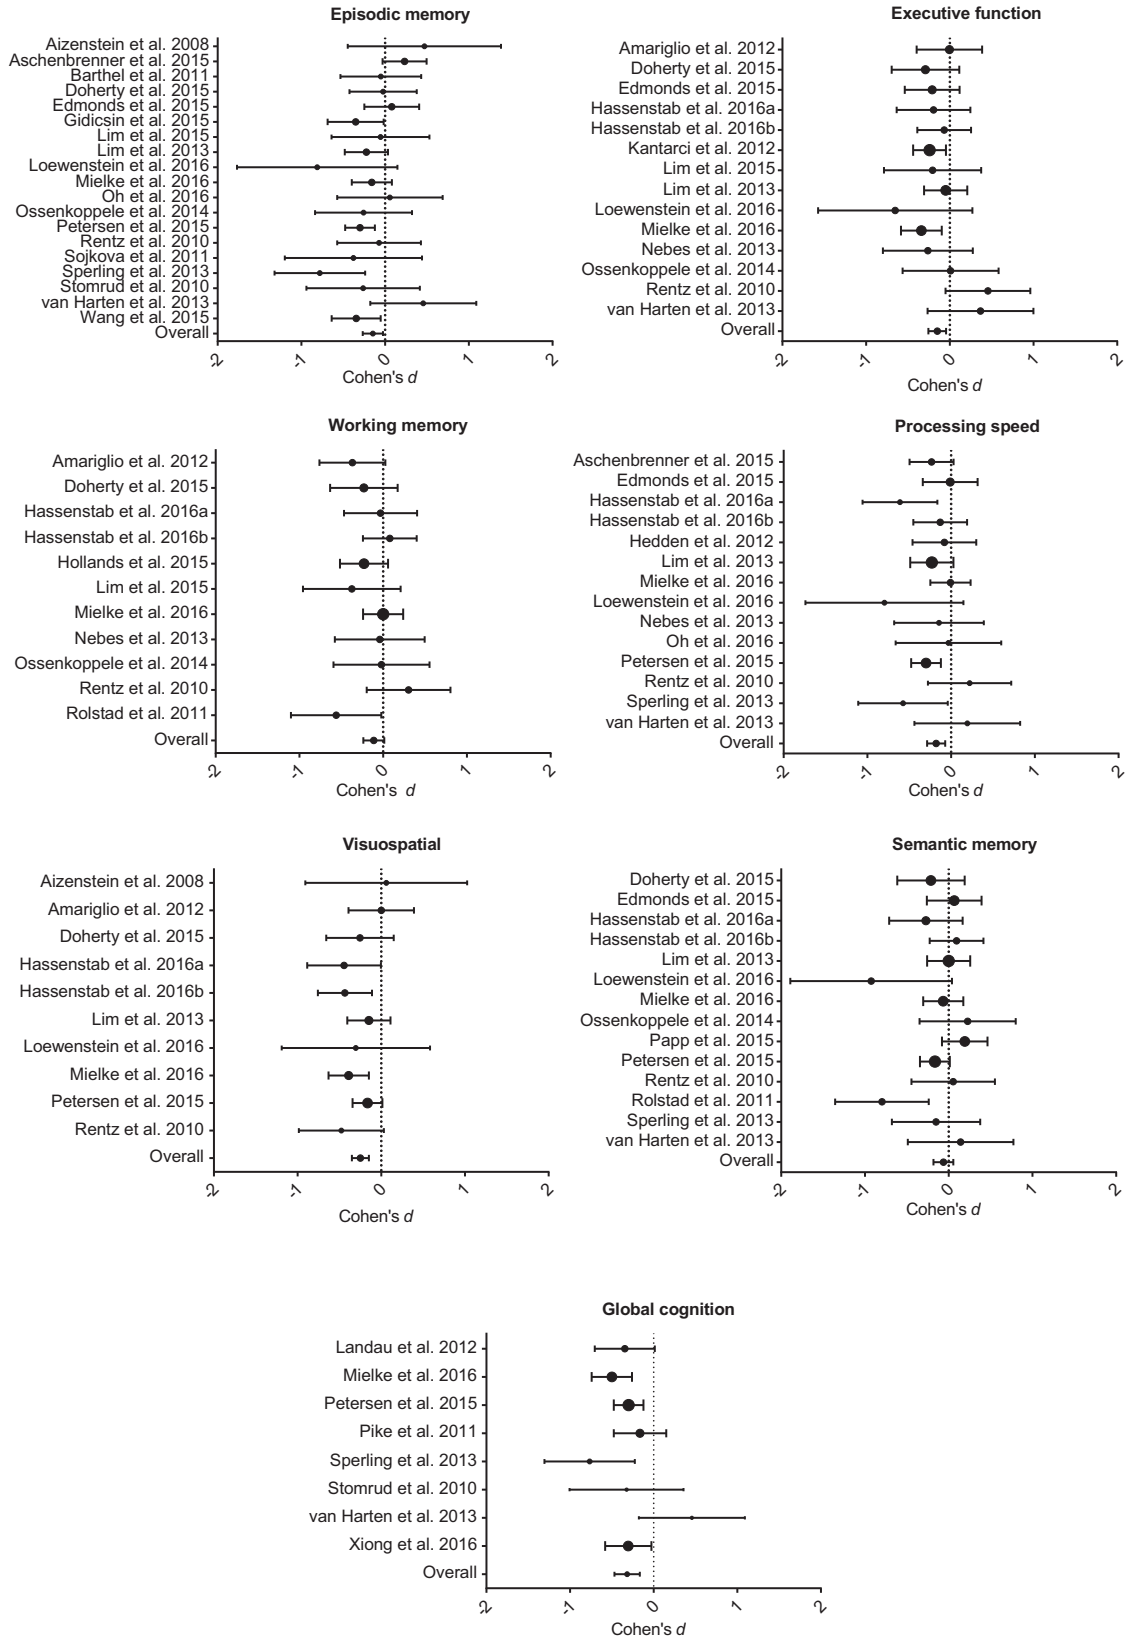 Episodic memory
Aizenstein et al. 2008
Aschenbrenner et al. 2015
Barthel et al. 2011
Doherty et al. 2015
Edmonds et al. 2015
Gidicsin et al. 2015
Lim et al. 2015
Lim et al. 2013
Loewenstein et al. 2016
Mielke et al. 2016
Oh et al. 2016
Ossenkoppele et al. 2014
Petersen et al. 2015
Rentz et al. 2010
Sojkova et al. 2011
Sperling et al. 2013
Stomrud et al. 2010
van Harten et al. 2013
Wang et al. 2015
Overall
-2 -1 0 1 2
Cohen's d
Executive function
Amariglio et al. 2012
Doherty et al. 2015
Edmonds et al. 2015
Hassenstab et al. 2016a
Hassenstab et al. 2016b
Kantarci et al. 2012
Lim et al. 2015
Lim et al. 2013
Loewenstein et al. 2016
Mielke et al. 2016
Nebes et al. 2013
Ossenkoppele et al. 2014
Rentz et al. 2010
van Harten et al. 2013
Overall
-2 -1 0 1 2
Cohen's d
Working memory
Amariglio et al. 2012
Doherty et al. 2015
Hassenstab et al. 2016a
Hassenstab et al. 2016b
Hollands et al. 2015
Lim et al. 2015
Mielke et al. 2016
Nebes et al. 2013
Ossenkoppele et al. 2014
Rentz et al. 2010
Rolstad et al. 2011
Overall
-2 -1 0 1 2
Cohen's d
Processing speed
Aschenbrenner et al. 2015
Edmonds et al. 2015
Hassenstab et al. 2016a
Hassenstab et al. 2016b
Hedden et al. 2012
Lim et al. 2013
Mielke et al. 2016
Loewenstein et al. 2016
Nebes et al. 2013
Oh et al. 2016
Petersen et al. 2015
Rentz et al. 2010
Sperling et al. 2013
van Harten et al. 2013
Overall
-2 -1 0 1 2
Cohen's d
Visuospatial
Aizenstein et al. 2008
Amariglio et al. 2012
Doherty et al. 2015
Hassenstab et al. 2016a
Hassenstab et al. 2016b
Lim et al. 2013
Loewenstein et al. 2016
Mielke et al. 2016
Petersen et al. 2015
Rentz et al. 2010
Overall
-2 -1 0 1 2
Cohen's d
Semantic memory
Doherty et al. 2015
Edmonds et al. 2015
Hassenstab et al. 2016a
Hassenstab et al. 2016b
Lim et al. 2013
Loewenstein et al. 2016
Mielke et al. 2016
Ossenkoppele et al. 2014
Papp et al. 2015
Petersen et al. 2015
Rentz et al. 2010
Rolstad et al. 2011
Sperling et al. 2013
van Harten et al. 2013
Overall
-2 -1 0 1 2
Cohen's d
Global cognition
Landau et al. 2012
Mielke et al. 2016
Petersen et al. 2015
Pike et al. 2011
Sperling et al. 2013
Stomrud et al. 2010
van Harten et al. 2013
Xiong et al. 2016
Overall
-2 -1 0 1 2
Cohen's d